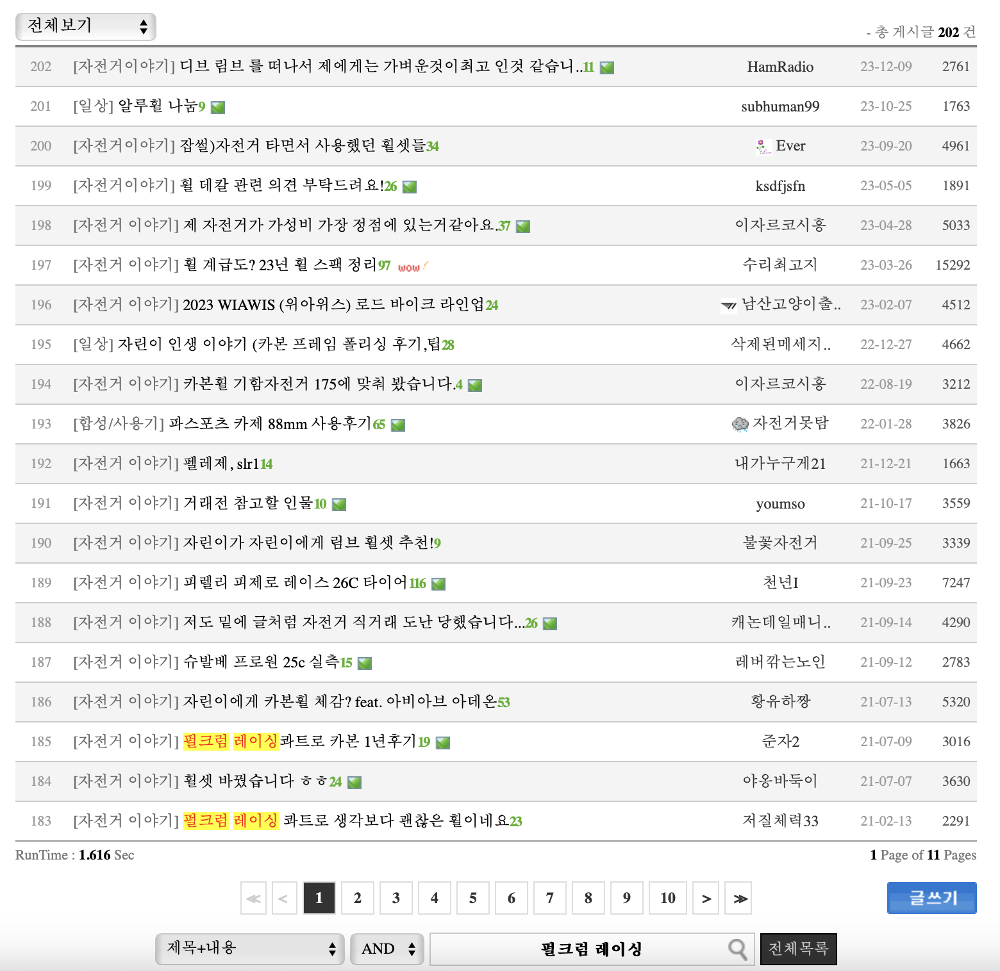 전체보기
- 총 게시글 202 건
202 [자전거이야기] 디브 림브 를 떠나서 제에게는 가벼운것이최고 인것 같습니..11 HamRadio 23-12-09 2761
201 [일상] 알루휠 나눔9 subhuman99 23-10-25 1763
200 [자전거이야기] 잡썰)자전거 타면서 사용했던 휠셋들34 Ever 23-09-20 4961
199 [자전거이야기] 휠 데칼 관련 의견 부탁드려요!26 ksdfjsfn 23-05-05 1891
198 [자전거 이야기] 제 자전거가 가성비 가장 정점에 있는거같아요.37 이자르코시흥 23-04-28 5033
197 [자전거 이야기] 휠 계급도? 23년 휠 스팩 정리97 wow 수리최고지 23-03-26 15292
196 [자전거 이야기] 2023 WIAWIS (위아위스) 로드 바이크 라인업24 남산고양이출.. 23-02-07 4512
195 [일상] 자린이 인생 이야기 (카본 프레임 폴리싱 후기,팁28 삭제된메세지.. 22-12-27 4662
194 [자전거 이야기] 카본휠 기함자전거 175에 맞춰 봤습니다.4 이자르코시흥 22-08-19 3212
193 [합성/사용기] 파스포츠 카제 88mm 사용후기65 자전거못탐 22-01-28 3826
192 [자전거 이야기] 펠레제, slr114 내가누구게21 21-12-21 1663
191 [자전거 이야기] 거래전 참고할 인물10 youmso 21-10-17 3559
190 [자전거 이야기] 자린이가 자린이에게 림브 휠셋 추천!9 불꽃자전거 21-09-25 3339
189 [자전거 이야기] 피렐리 피제로 레이스 26C 타이어116 천년I 21-09-23 7247
188 [자전거 이야기] 저도 밑에 글처럼 자전거 직거래 도난 당했습니다...26 캐논데일매니.. 21-09-14 4290
187 [자전거 이야기] 슈발베 프로원 25c 실측15 레버깎는노인 21-09-12 2783
186 [자전거 이야기] 자린이에게 카본휠 체감? feat. 아비아브 아데온53 황유하짱 21-07-13 5320
185 [자전거 이야기] 펄크럼 레이싱콰트로 카본 1년후기19 준자2 21-07-09 3016
184 [자전거 이야기] 휠셋 바꿨습니다 ㅎㅎ24 야옹바둑이 21-07-07 3630
183 [자전거 이야기] 펄크럼 레이싱 콰트로 생각보다 괜찮은 휠이네요23 저질체력33 21-02-13 2291
RunTime : 1.616 Sec
1 Page of 11 Pages
≪ < 1 2 3 4 5 6 7 8 9 10 > ≫
글쓰기
제목+내용 AND 펄크럼 레이싱 전체목록